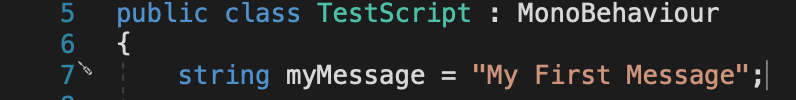 5 public class TestScript : MonoBehaviour
6 {
7 string myMessage = "My First Message";